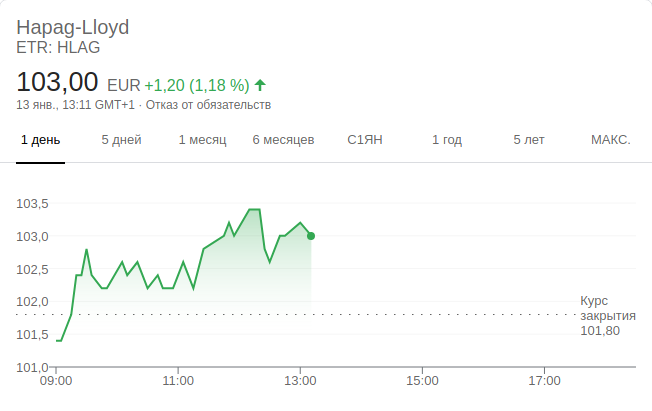 Hapag-Lloyd
ETR: HLAG
103,00 EUR +1,20 (1,18 %)
13 янв., 13:11 GMT+1 · Отказ от обязательств
1 день 5 дней 1 месяц 6 месяцев С1ЯН 1 год 5 лет МАКС.
103,5
103,0
102,5
102,0
101,5
101,0
Курс
закрытия
101,80
09:00 11:00 13:00 15:00 17:00